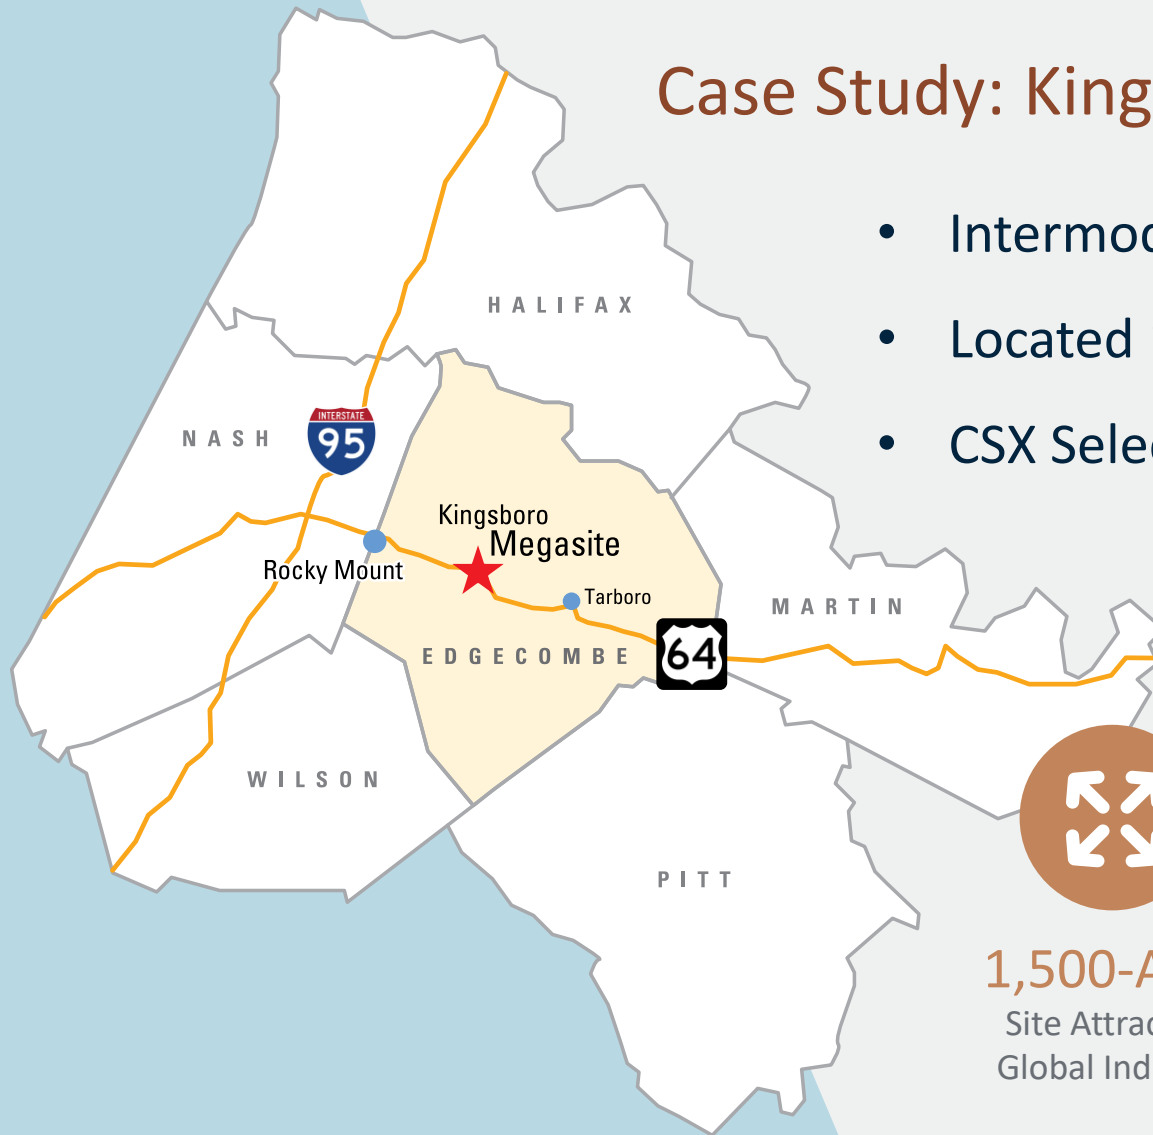 Case Study: King
• Intermod
• Located
• CSX Selec
HALIFAX
NASH
INTERSTATE
95
Kingsboro
Megasite
Rocky Mount
Tarboro
MARTIN
EDGECOMBE
64
WILSON
PITT
1,500-A
Site Attrac
Global Ind